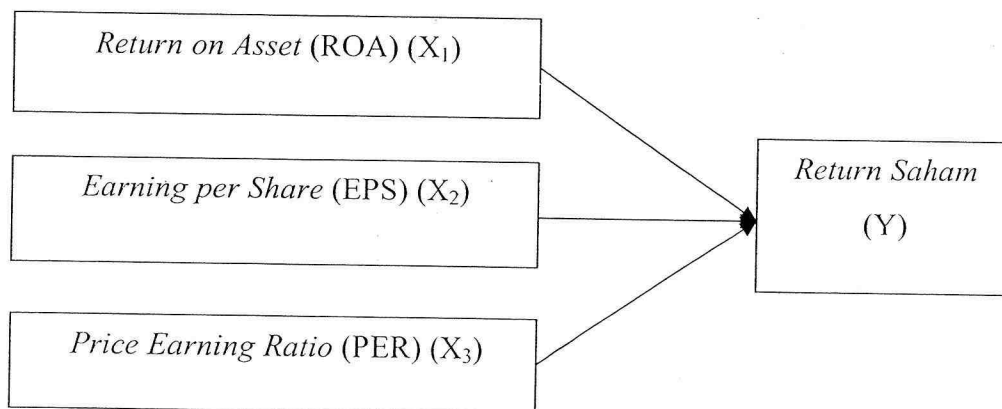 Return on Asset (ROA) (X₁)
Earning per Share (EPS) (X₂)
Price Earning Ratio (PER) (X₃)
Return Saham
(Y)